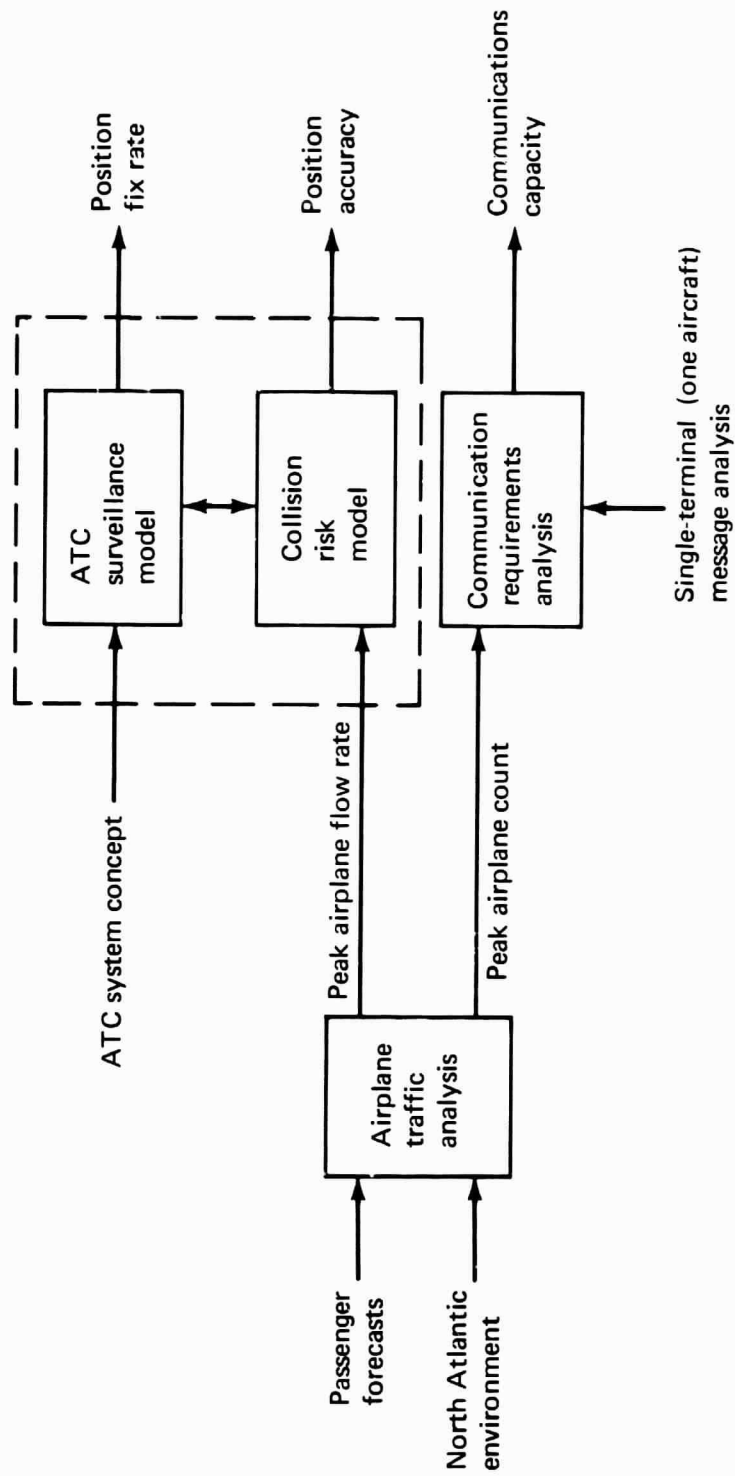 Passenger
forecasts
North Atlantic
environment
Airplane
traffic
analysis
ATC system concept
Peak airplane flow rate
Peak airplane count
ATC
surveillance
model
Collision
risk
model
Communication
requirements
analysis
Single-terminal (one aircraft)
message analysis
Position
fix rate
Position
accuracy
Communications
capacity